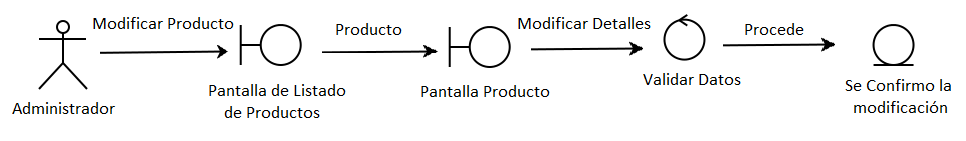 Modificar Producto
Producto
Modificar Detalles
Procede
Administrador
Pantalla de Listado
de Productos
Pantalla Producto
Validar Datos
Se Confirmo la
modificación